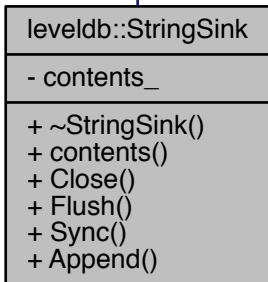 leveldb::StringSink
- contents_
+ ~StringSink()
+ contents()
+ Close()
+ Flush()
+ Sync()
+ Append()